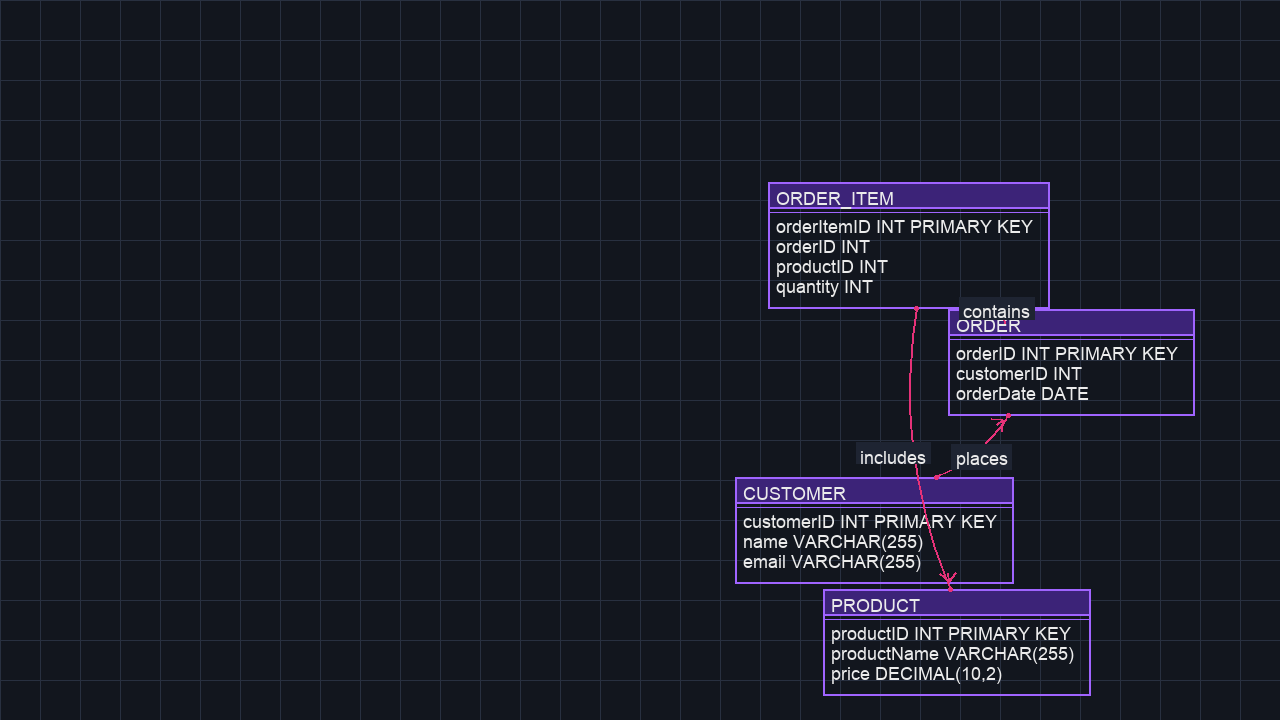 ORDER_ITEM
orderItemID INT PRIMARY KEY
orderID INT
productID INT
quantity INT
contains
ORDER
orderID INT PRIMARY KEY
customerID INT
orderDate DATE
includes
places
CUSTOMER
customerID INT PRIMARY KEY
name VARCHAR(255)
email VARCHAR(255)
PRODUCT
productID INT PRIMARY KEY
productName VARCHAR(255)
price DECIMAL(10,2)